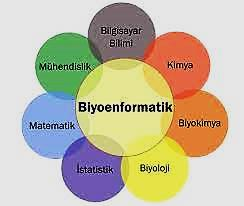 Bilgisayar
Bilimi
Mühendislik
Kimya
Biyoenformatik
Matematik
Biyokimya
İstatistik
Biyoloji